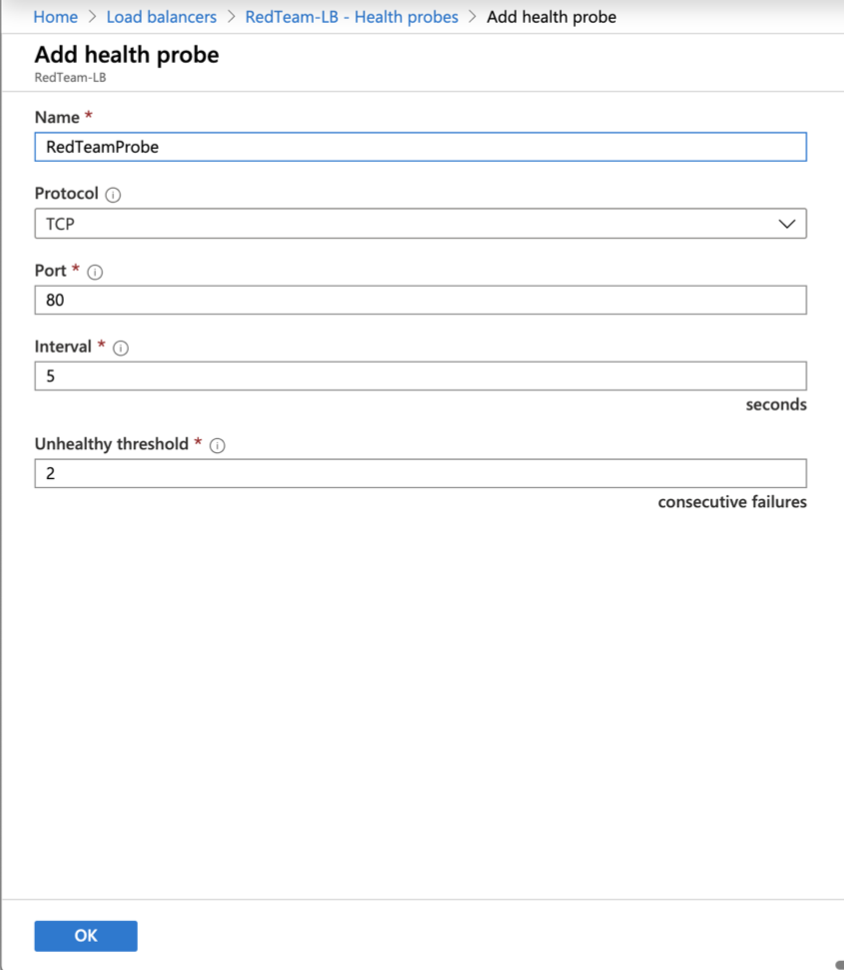 Home > Load balancers > RedTeam-LB - Health probes > Add health probe
Add health probe
RedTeam-LB
Name *
RedTeamProbe
Protocol
TCP
Port *
80
Interval *
5
seconds
Unhealthy threshold *
2
consecutive failures
OK